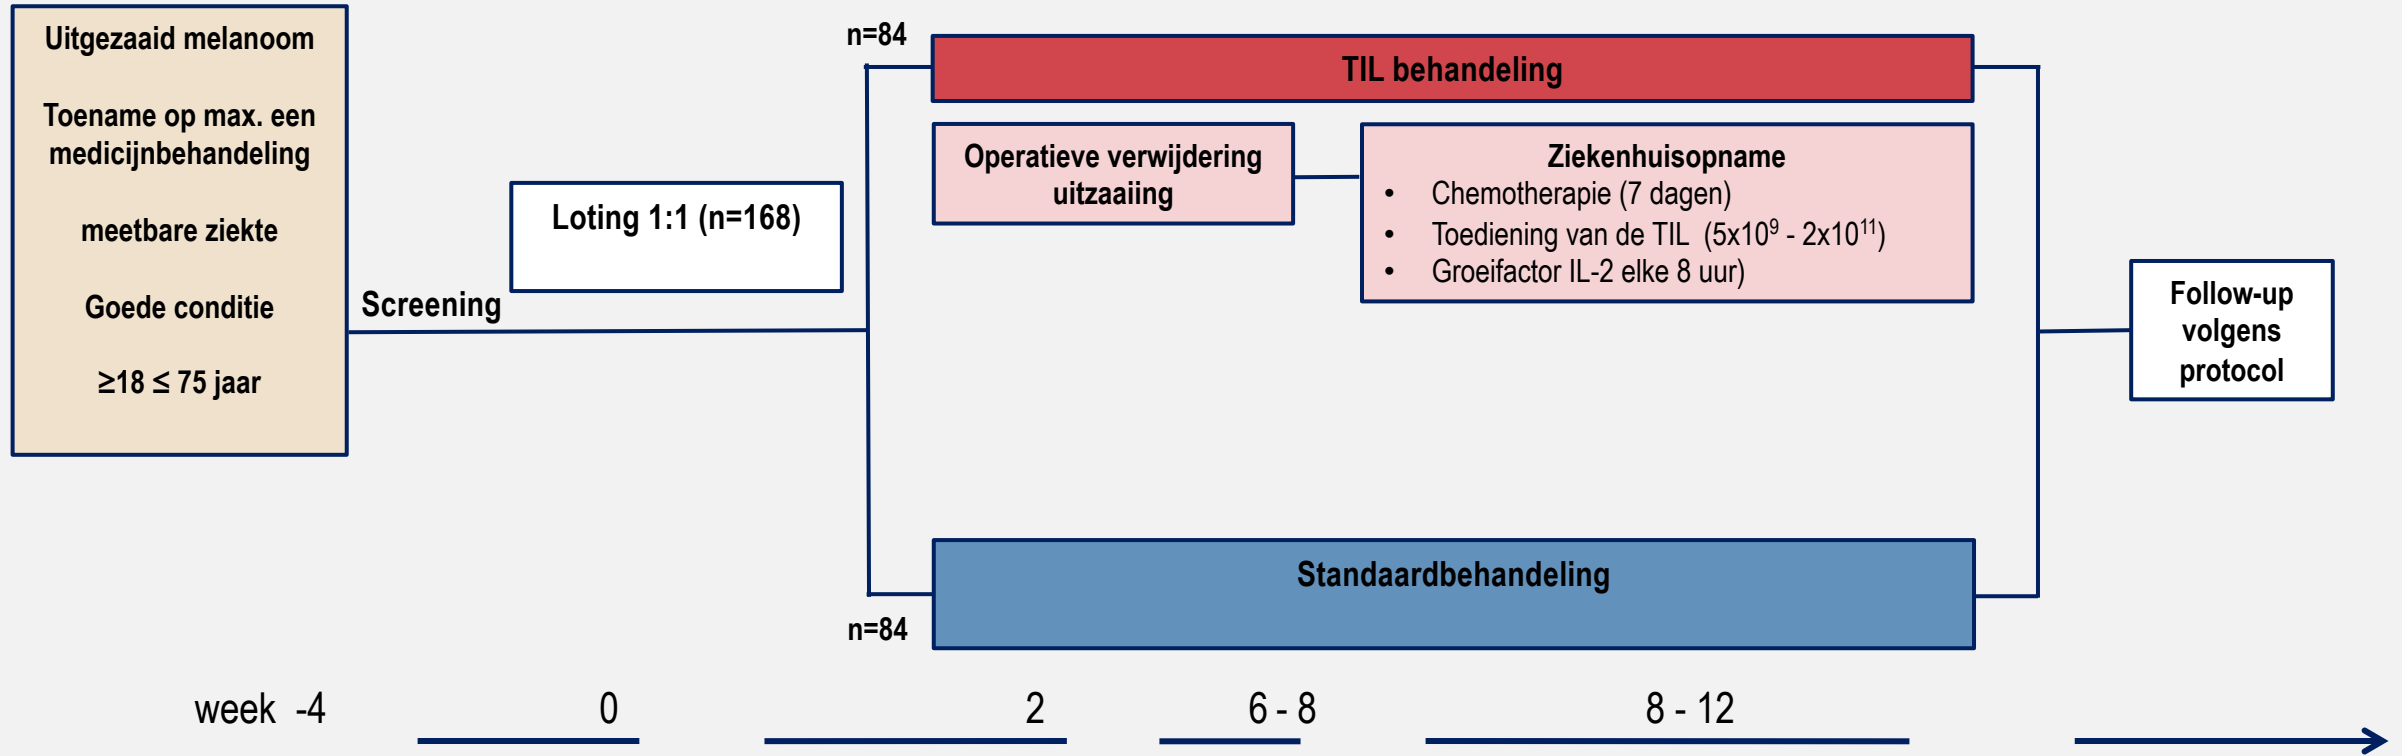 Uitgezaaid melanoom
Toename op max. een
medicijnbehandeling
meetbare ziekte
Goede conditie
≥18 ≤ 75 jaar
Screening
Loting 1:1 (n=168)
n=84
TIL behandeling
Operatieve verwijdering
uitzaaiing
Ziekenhuisopname
• Chemotherapie (7 dagen)
• Toediening van de TIL (5x10⁹ - 2x10¹¹)
• Groeifactor IL-2 elke 8 uur)
Standaardbehandeling
n=84
Follow-up
volgens
protocol
week -4 0 2 6 - 8 8 - 12